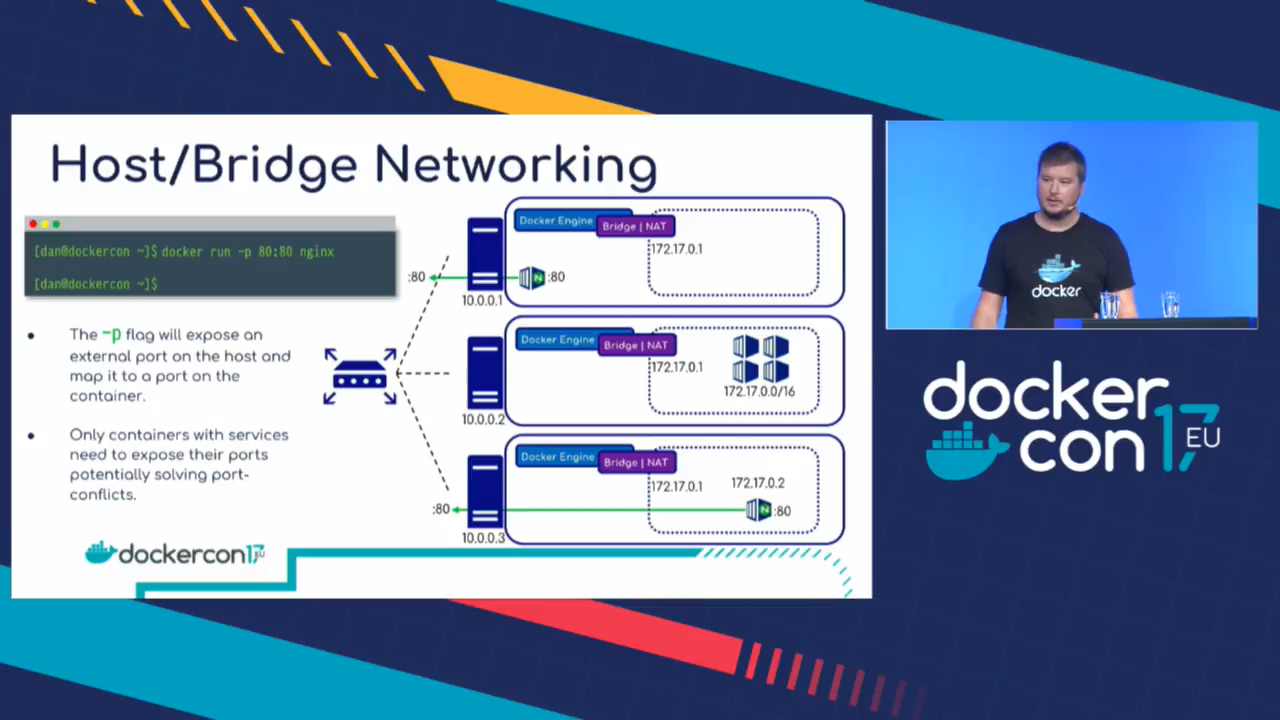 Host/Bridge Networking
[dan@dockercon ~]$ docker run -p 80:80 nginx
[dan@dockercon ~]$
• The -p flag will expose an
external port on the host and
map it to a port on the
container.
• Only containers with services
need to expose their ports
potentially solving port-
conflicts.
dockercon17 EU
Docker Engine
Bridge | NAT
172.17.0.1
:80
N
:80
10.0.0.1
Docker Engine
Bridge | NAT
172.17.0.1
172.17.0.0/16
10.0.0.2
Docker Engine
Bridge | NAT
172.17.0.1
172.17.0.2
:80
N
:80
10.0.0.3
docker
docker
con 17 EU